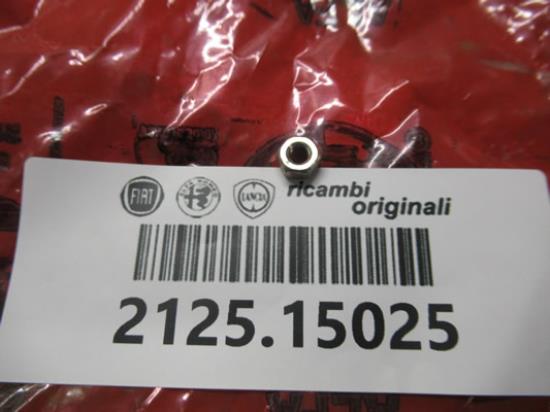 FIAT
LANCIA
ricambi
originali
2125.15025